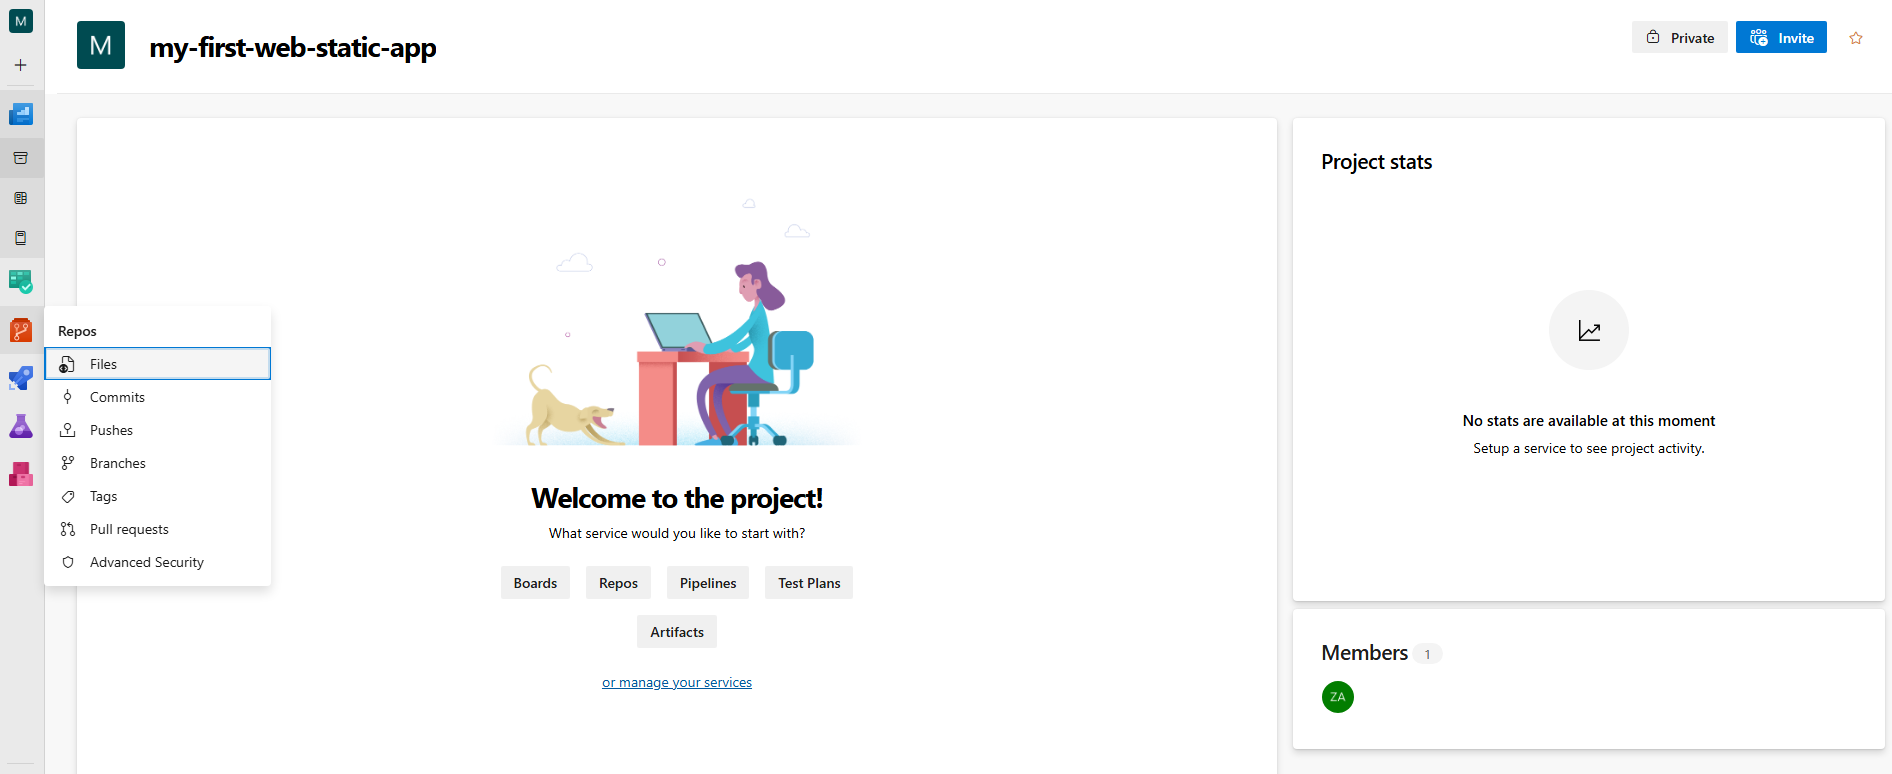 M
M
my-first-web-static-app
Private
Invite
Project stats
Repos
Files
Commits
Pushes
Branches
Tags
Pull requests
Advanced Security
No stats are available at this moment
Setup a service to see project activity.
Welcome to the project!
What service would you like to start with?
Boards
Repos
Pipelines
Test Plans
Artifacts
or manage your services
Members 1
ZA